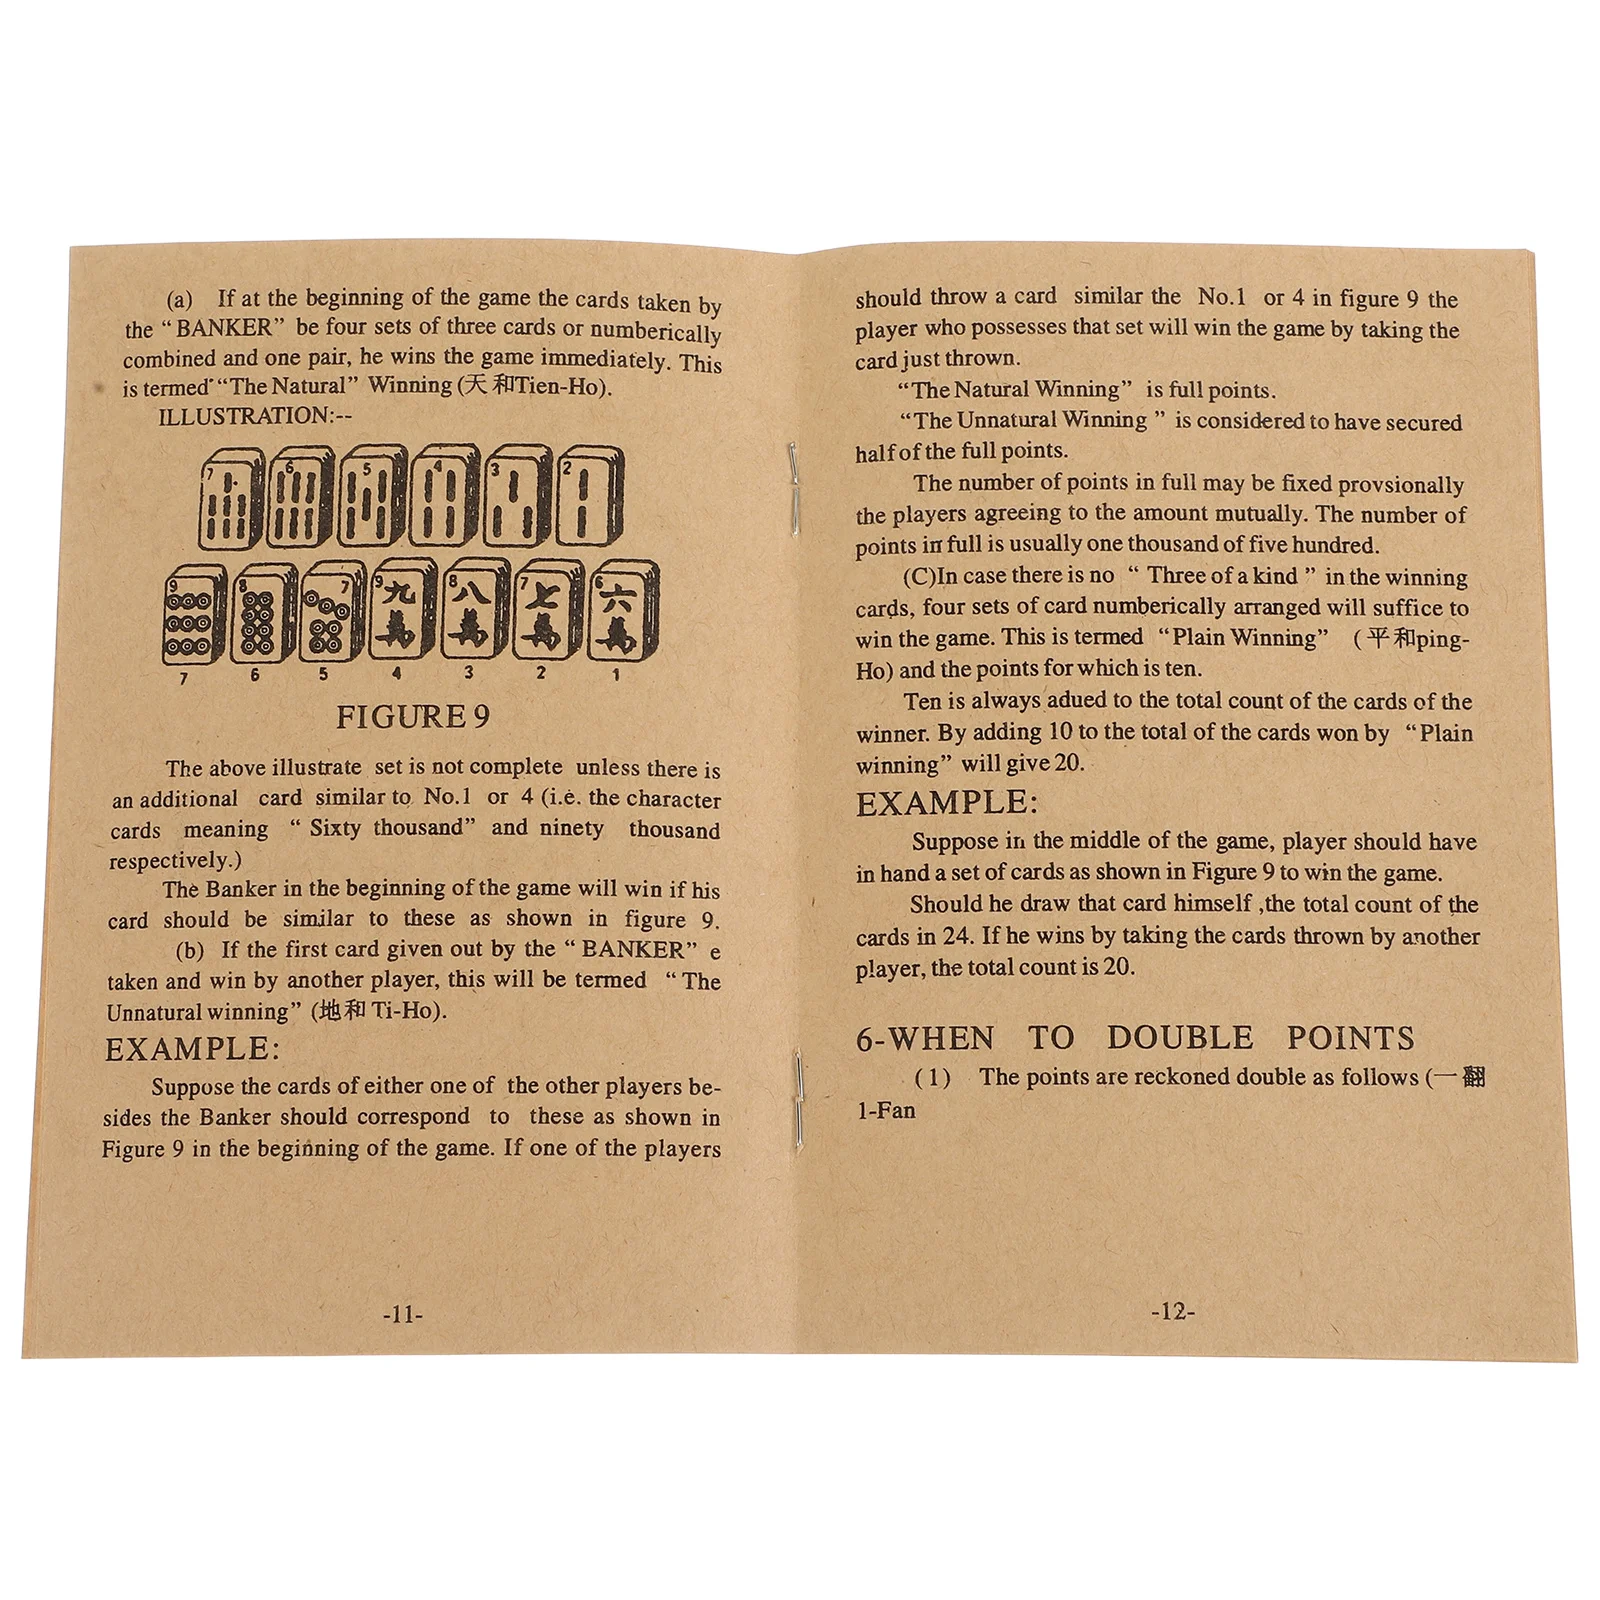 (a) If at the beginning of the game the cards taken by
the “BANKER” be four sets of three cards or numberically
combined and one pair, he wins the game immediately. This
is termed “The Natural” Winning (天和Tien-Ho).
ILLUSTRATION:--
7 6 5 4 3 2
9 8 7 9 8 7 6
九 八 七 六
萬 萬 萬 萬
7 6 5 4 3 2 1
FIGURE 9
The above illustrate set is not complete unless there is
an additional card similar to No.1 or 4 (i.e. the character
cards meaning “Sixty thousand” and ninety thousand
respectively.)
The Banker in the beginning of the game will win if his
card should be similar to these as shown in figure 9.
(b) If the first card given out by the “BANKER” e
taken and win by another player, this will be termed “The
Unnatural winning” (地和 Ti-Ho).
EXAMPLE:
Suppose the cards of either one of the other players be-
sides the Banker should correspond to these as shown in
Figure 9 in the beginning of the game. If one of the players
-11-
should throw a card similar the No.1 or 4 in figure 9 the
player who possesses that set will win the game by taking the
card just thrown.
“The Natural Winning” is full points.
“The Unnatural Winning ” is considered to have secured
half of the full points.
The number of points in full may be fixed provsionally
the players agreeing to the amount mutually. The number of
points in full is usually one thousand of five hundred.
(C)In case there is no “ Three of a kind ” in the winning
cards, four sets of card numberically arranged will suffice to
win the game. This is termed “Plain Winning” (平和ping-
Ho) and the points for which is ten.
Ten is always adued to the total count of the cards of the
winner. By adding 10 to the total of the cards won by “Plain
winning” will give 20.
EXAMPLE:
Suppose in the middle of the game, player should have
in hand a set of cards as shown in Figure 9 to win the game.
Should he draw that card himself ,the total count of the
cards in 24. If he wins by taking the cards thrown by another
player, the total count is 20.
6-WHEN TO DOUBLE POINTS
(1) The points are reckoned double as follows (一翻
1-Fan
-12-